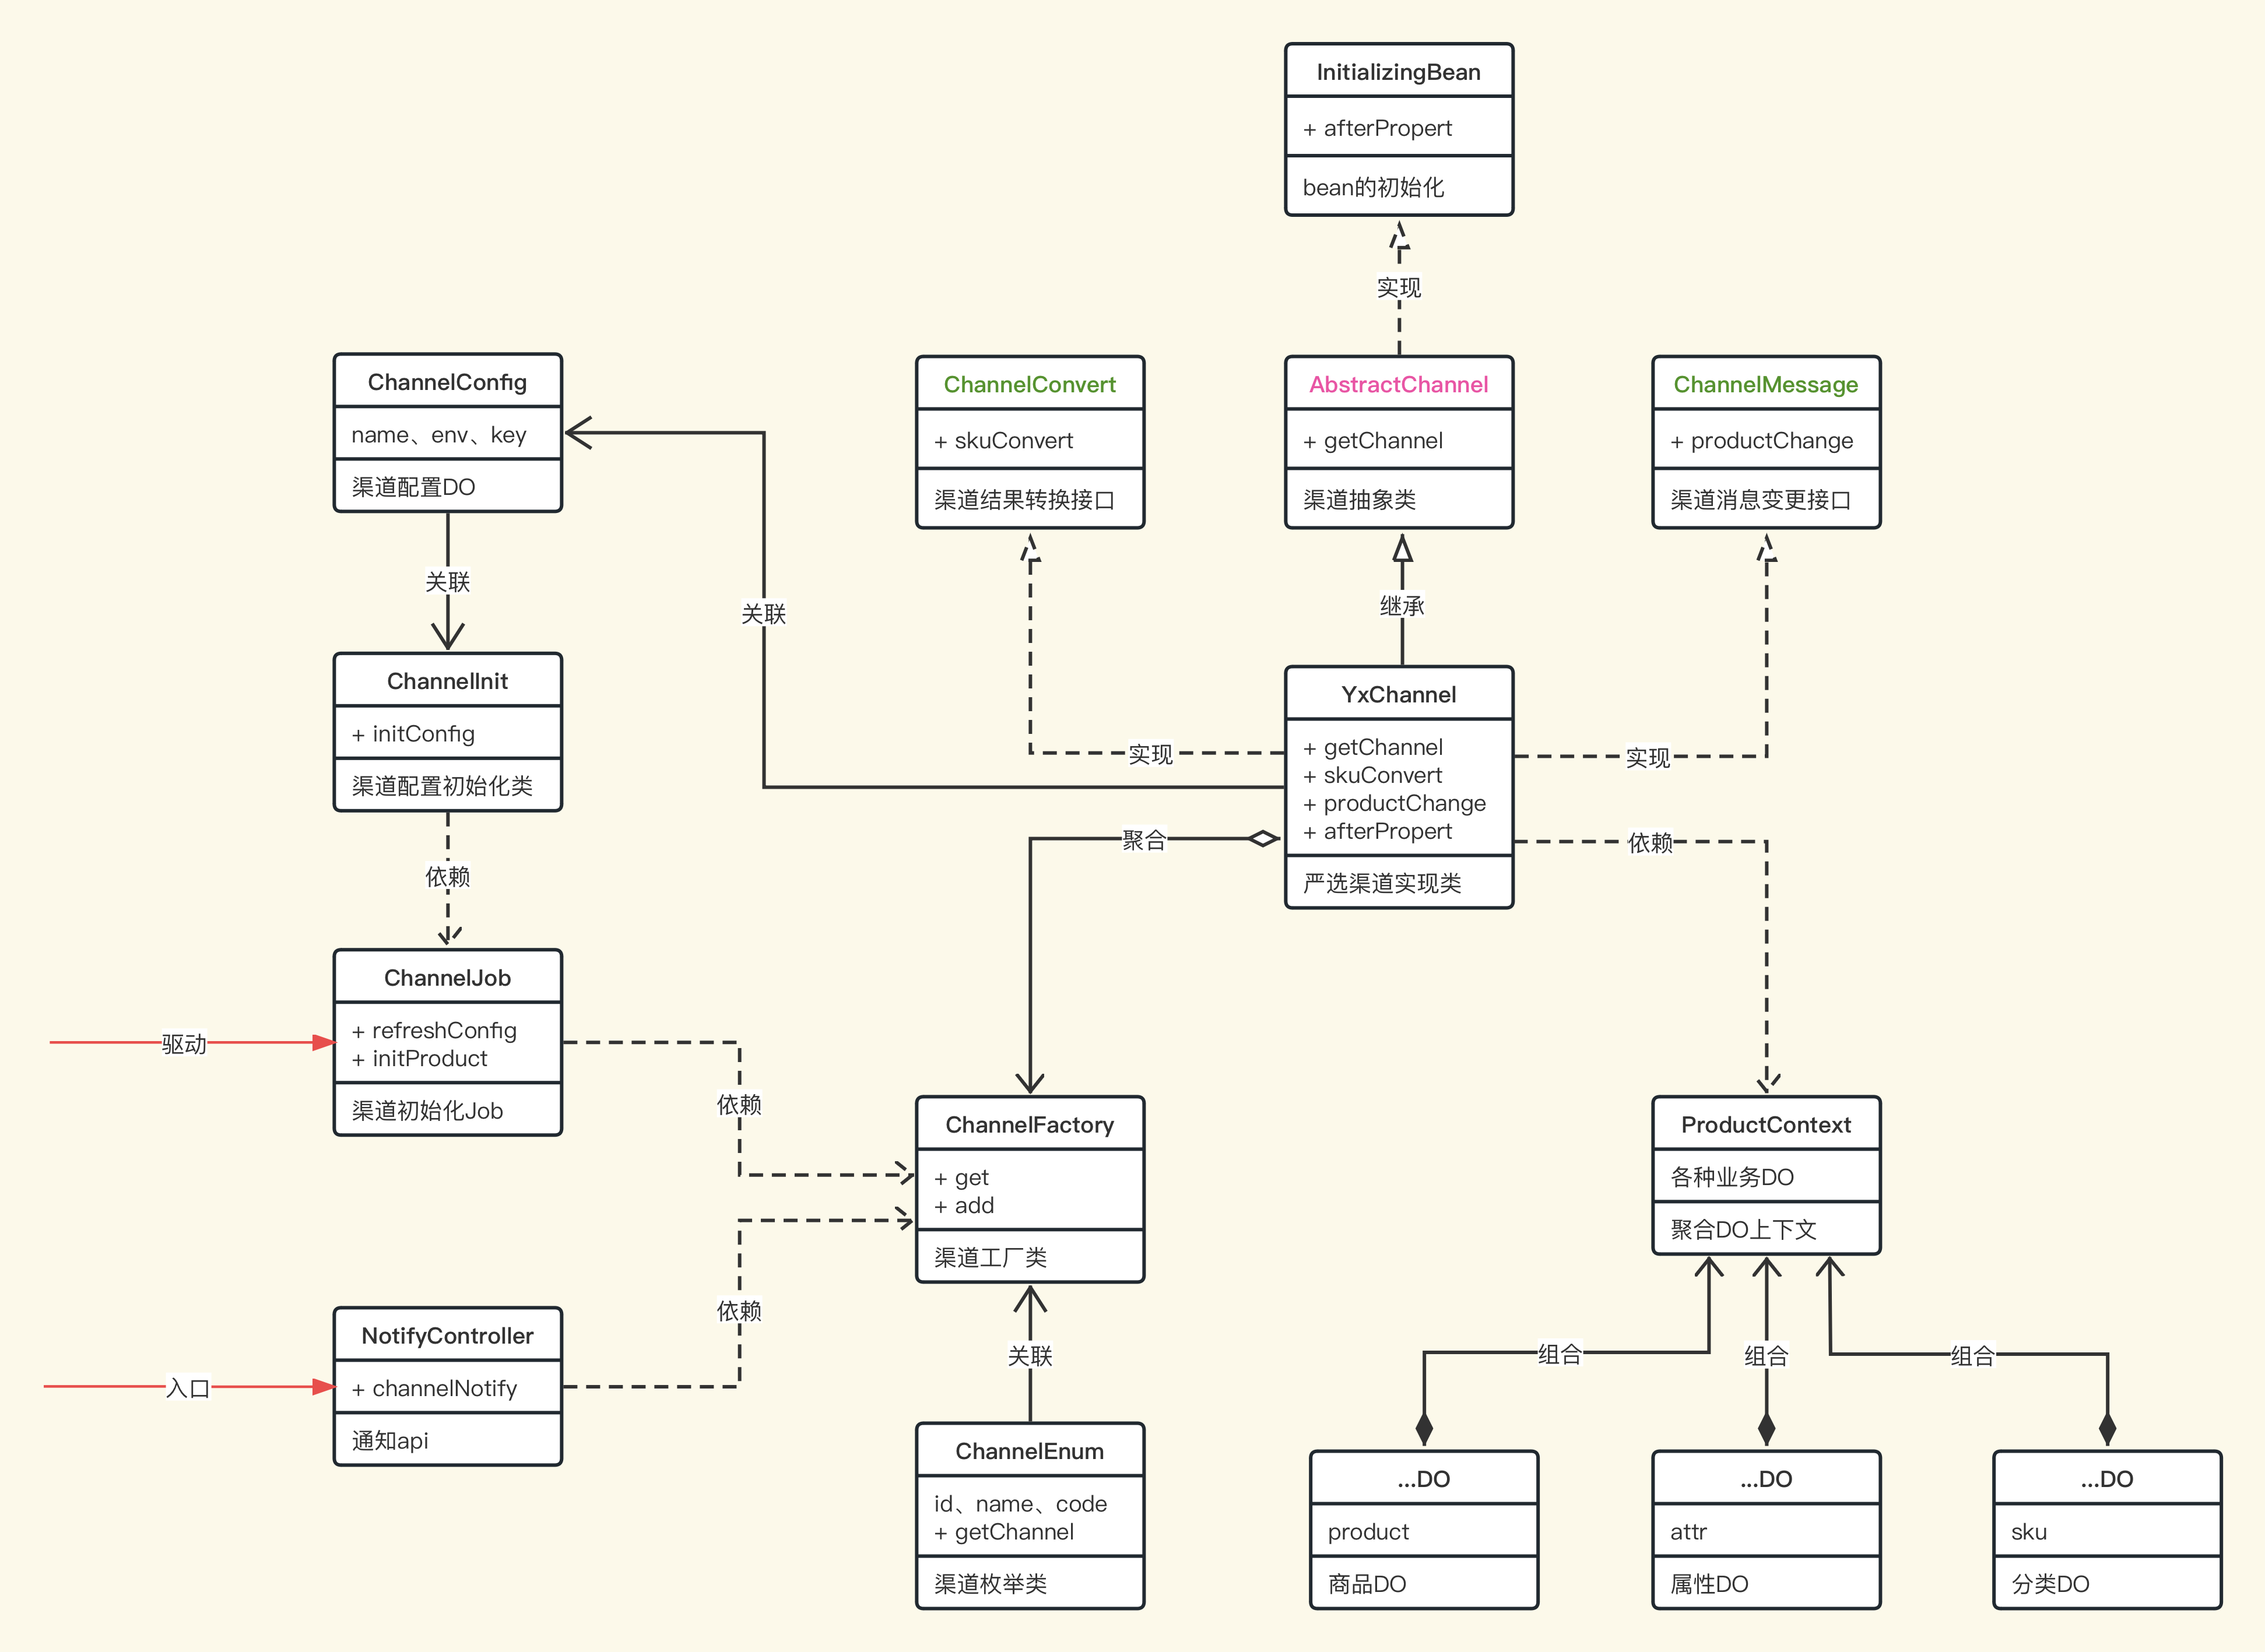 InitializingBean
+ afterPropert
bean的初始化
实现
ChannelConfig
name、env、key
渠道配置DO
ChannelConvert
+ skuConvert
渠道结果转换接口
AbstractChannel
+ getChannel
渠道抽象类
ChannelMessage
+ productChange
渠道消息变更接口
关联
关联
继承
ChannelInit
+ initConfig
渠道配置初始化类
YxChannel
+ getChannel
+ skuConvert
+ productChange
+ afterPropert
严选渠道实现类
实现
实现
聚合
依赖
依赖
ChannelJob
+ refreshConfig
+ initProduct
渠道初始化Job
驱动
依赖
ChannelFactory
+ get
+ add
渠道工厂类
ProductContext
各种业务DO
聚合DO上下文
依赖
NotifyController
+ channelNotify
通知api
入口
关联
组合
组合
组合
ChannelEnum
id、name、code
+ getChannel
渠道枚举类
...DO
product
商品DO
...DO
attr
属性DO
...DO
sku
分类DO